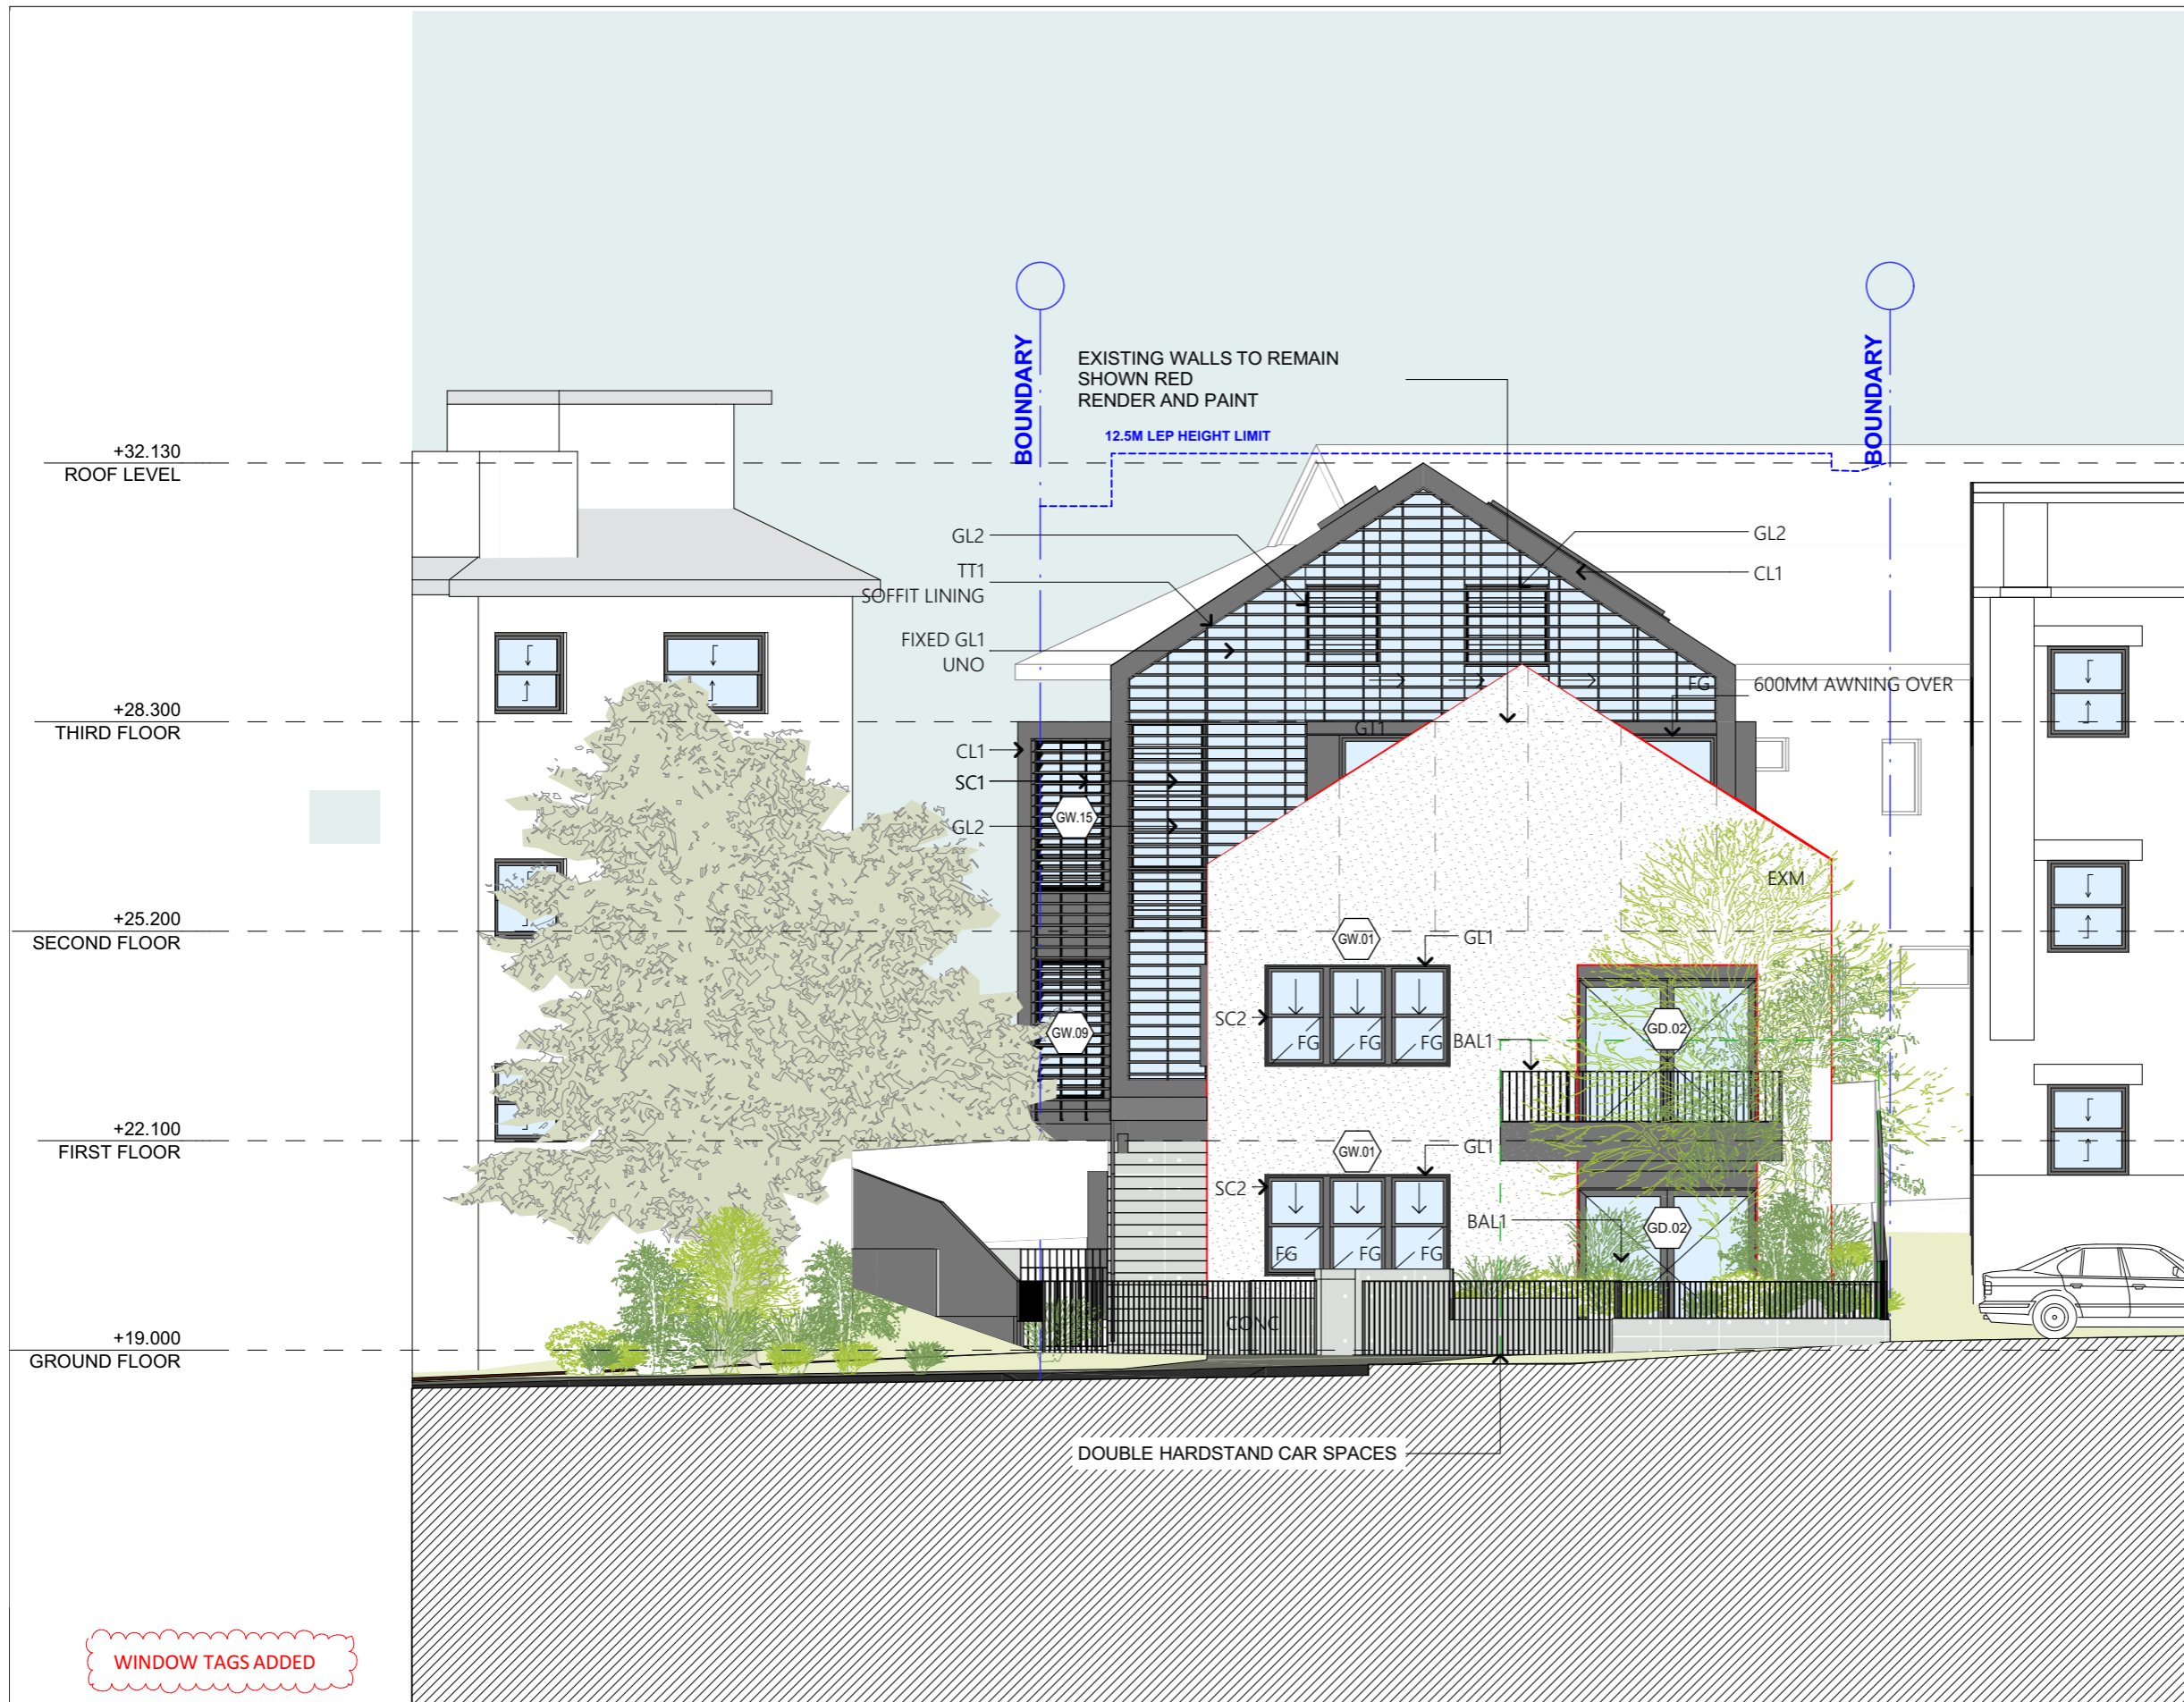 BOUNDARY
BOUNDARY
EXISTING WALLS TO REMAIN
SHOWN RED
RENDER AND PAINT
12.5M LEP HEIGHT LIMIT
+32.130
ROOF LEVEL
GL2
GL2
TT1
SOFFIT LINING
CL1
FIXED GL1
UNO
FG
600MM AWNING OVER
+28.300
THIRD FLOOR
GT1
CL1
SC1
GW.15
GL2
EXM
+25.200
SECOND FLOOR
GW.01
GL1
SC2
GW.09
GD.02
FG
FG
FG
BAL1
+22.100
FIRST FLOOR
GW.01
GL1
SC2
BAL1
GD.02
FG
FG
FG
CONC
+19.000
GROUND FLOOR
DOUBLE HARDSTAND CAR SPACES
WINDOW TAGS ADDED